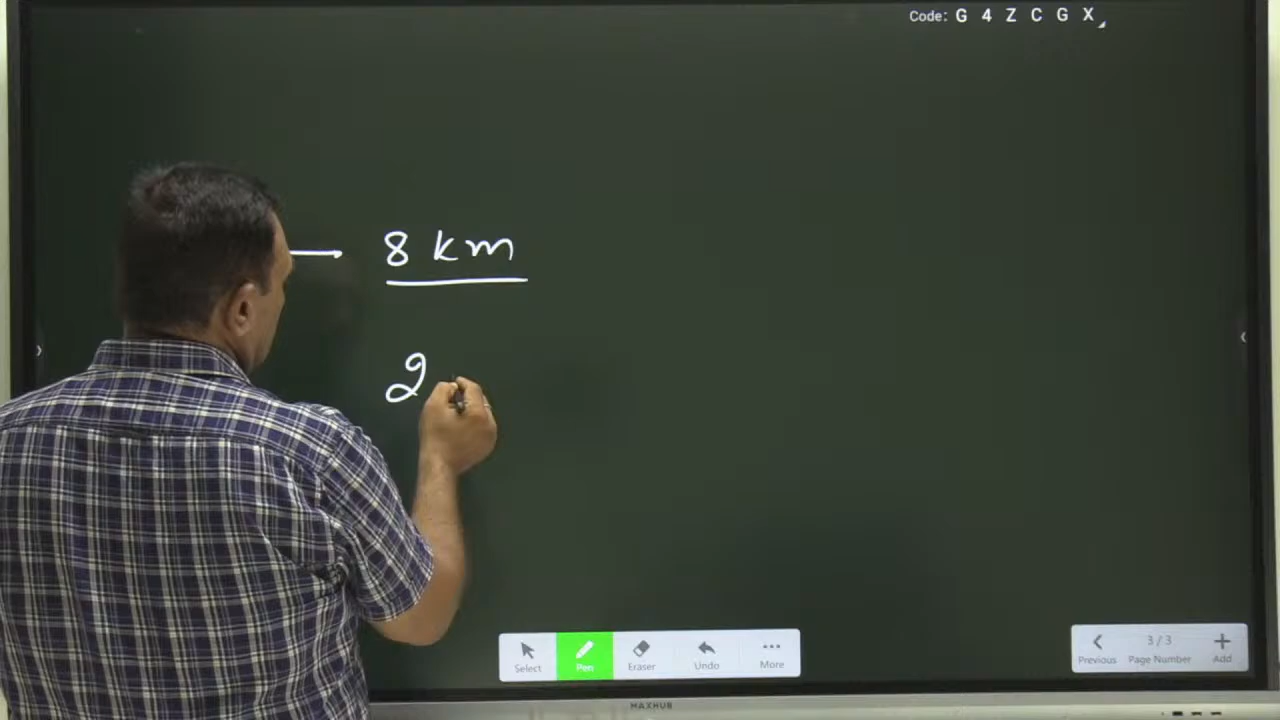 Code: G 4 Z C G X
→ 8 km
2
Select Pen Eraser Undo More
Previous 3 / 3 Page Number Add
MAXHUB